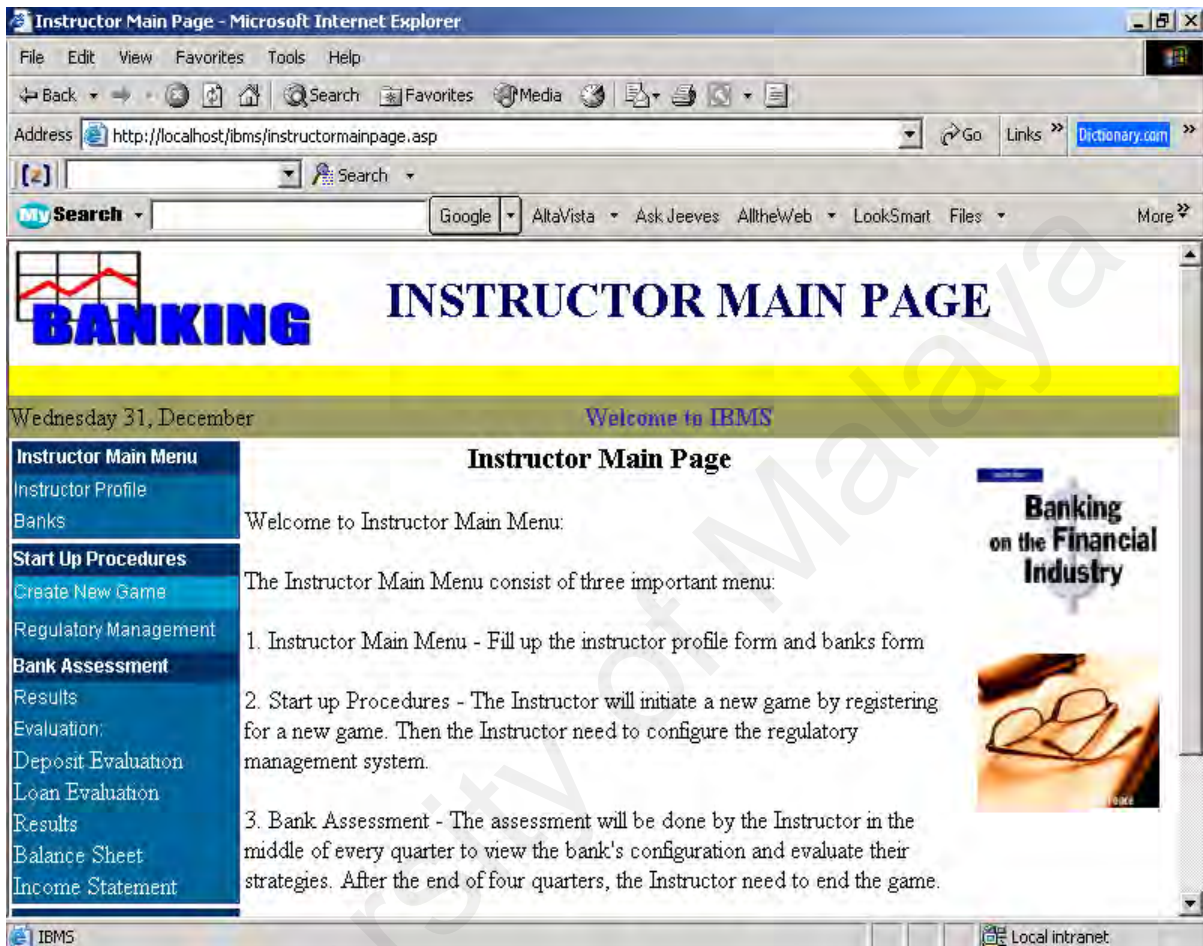 Instructor Main Page - Microsoft Internet Explorer
File Edit View Favorites Tools Help
Back Search Favorites Media
Address http://localhost/ibms/instructormainpage.asp Go Links » Dictionary.com »
[z] Search
My Search Google AltaVista Ask Jeeves AlltheWeb LookSmart Files More »
BANKING
INSTRUCTOR MAIN PAGE
Wednesday 31, December Welcome to IBMS
Instructor Main Menu
Instructor Profile
Banks
Start Up Procedures
Create New Game
Regulatory Management
Bank Assessment
Results
Evaluation:
Deposit Evaluation
Loan Evaluation
Results
Balance Sheet
Income Statement
Instructor Main Page
Welcome to Instructor Main Menu:
The Instructor Main Menu consist of three important menu:
1. Instructor Main Menu - Fill up the instructor profile form and banks form
2. Start up Procedures - The Instructor will initiate a new game by registering
for a new game. Then the Instructor need to configure the regulatory
management system.
3. Bank Assessment - The assessment will be done by the Instructor in the
middle of every quarter to view the bank's configuration and evaluate their
strategies. After the end of four quarters, the Instructor need to end the game.
Banking
on the Financial
Industry
IBMS Local intranet
rsity of Malaya